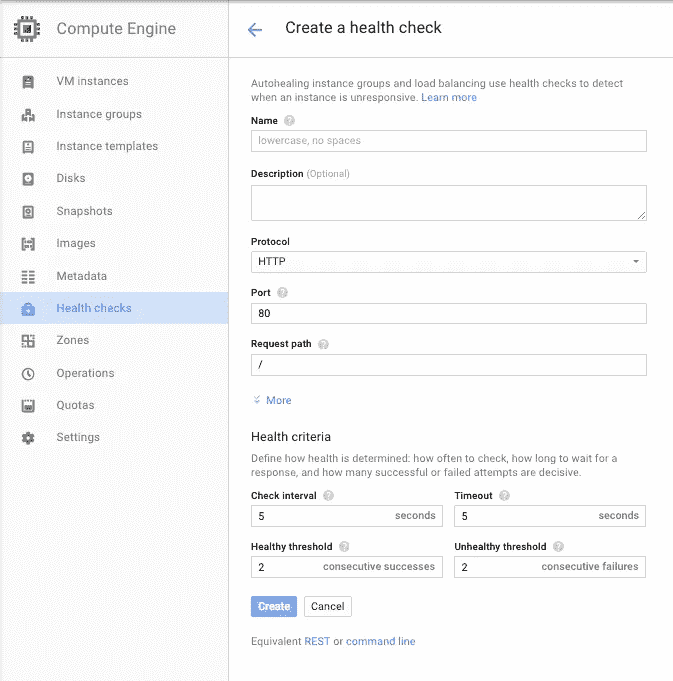 Compute Engine
VM instances
Instance groups
Instance templates
Disks
Snapshots
Images
Metadata
Health checks
Zones
Operations
Quotas
Settings
Create a health check
Autohealing instance groups and load balancing use health checks to detect
when an instance is unresponsive. Learn more
Name ?
lowercase, no spaces
Description (Optional)
Protocol
HTTP
Port ?
80
Request path ?
/
More
Health criteria
Define how health is determined: how often to check, how long to wait for a
response, and how many successful or failed attempts are decisive.
Check interval ? Timeout ?
5 seconds 5 seconds
Healthy threshold ? Unhealthy threshold ?
2 consecutive successes 2 consecutive failures
Create Cancel
Equivalent REST or command line